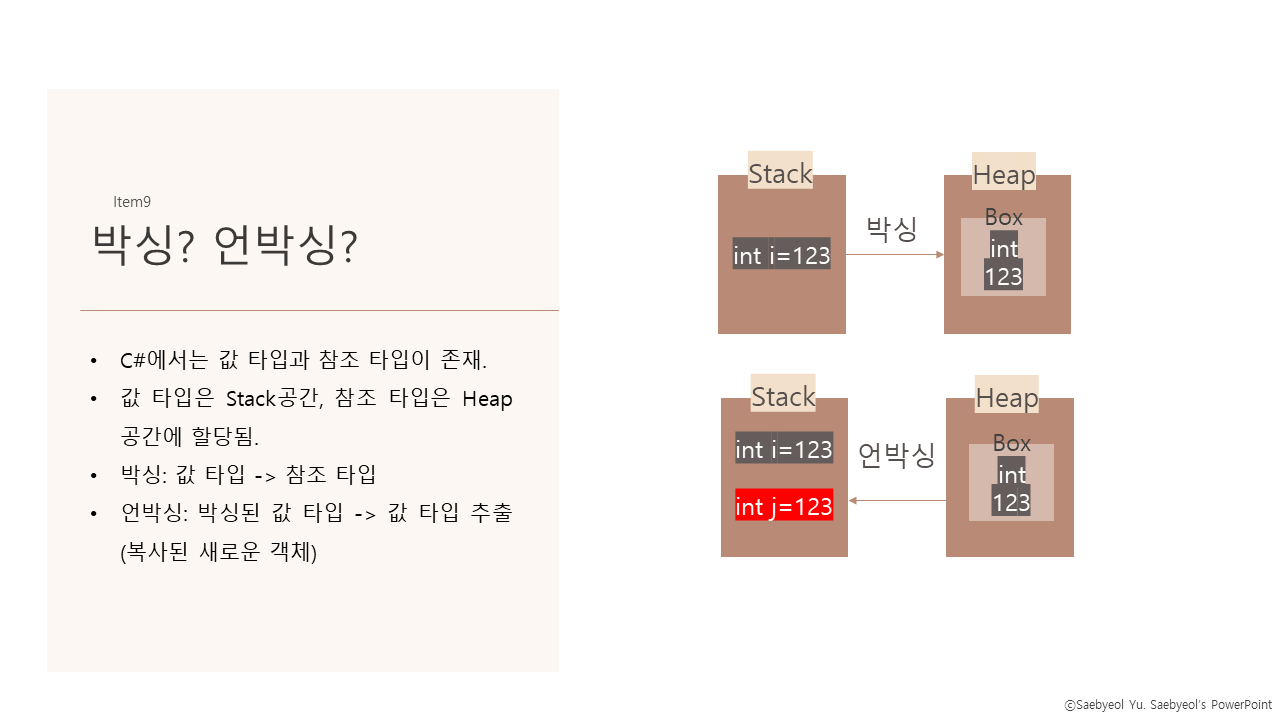 Item9
박싱? 언박싱?
• C#에서는 값 타입과 참조 타입이 존재.
• 값 타입은 Stack공간, 참조 타입은 Heap
공간에 할당됨.
• 박싱: 값 타입 -> 참조 타입
• 언박싱: 박싱된 값 타입 -> 값 타입 추출
(복사된 새로운 객체)
Stack
int i=123
박싱
Heap
Box
int
123
Stack
int i=123
int j=123
언박싱
Heap
Box
int
123
ⓒSaebyeol Yu. Saebyeol's PowerPoint